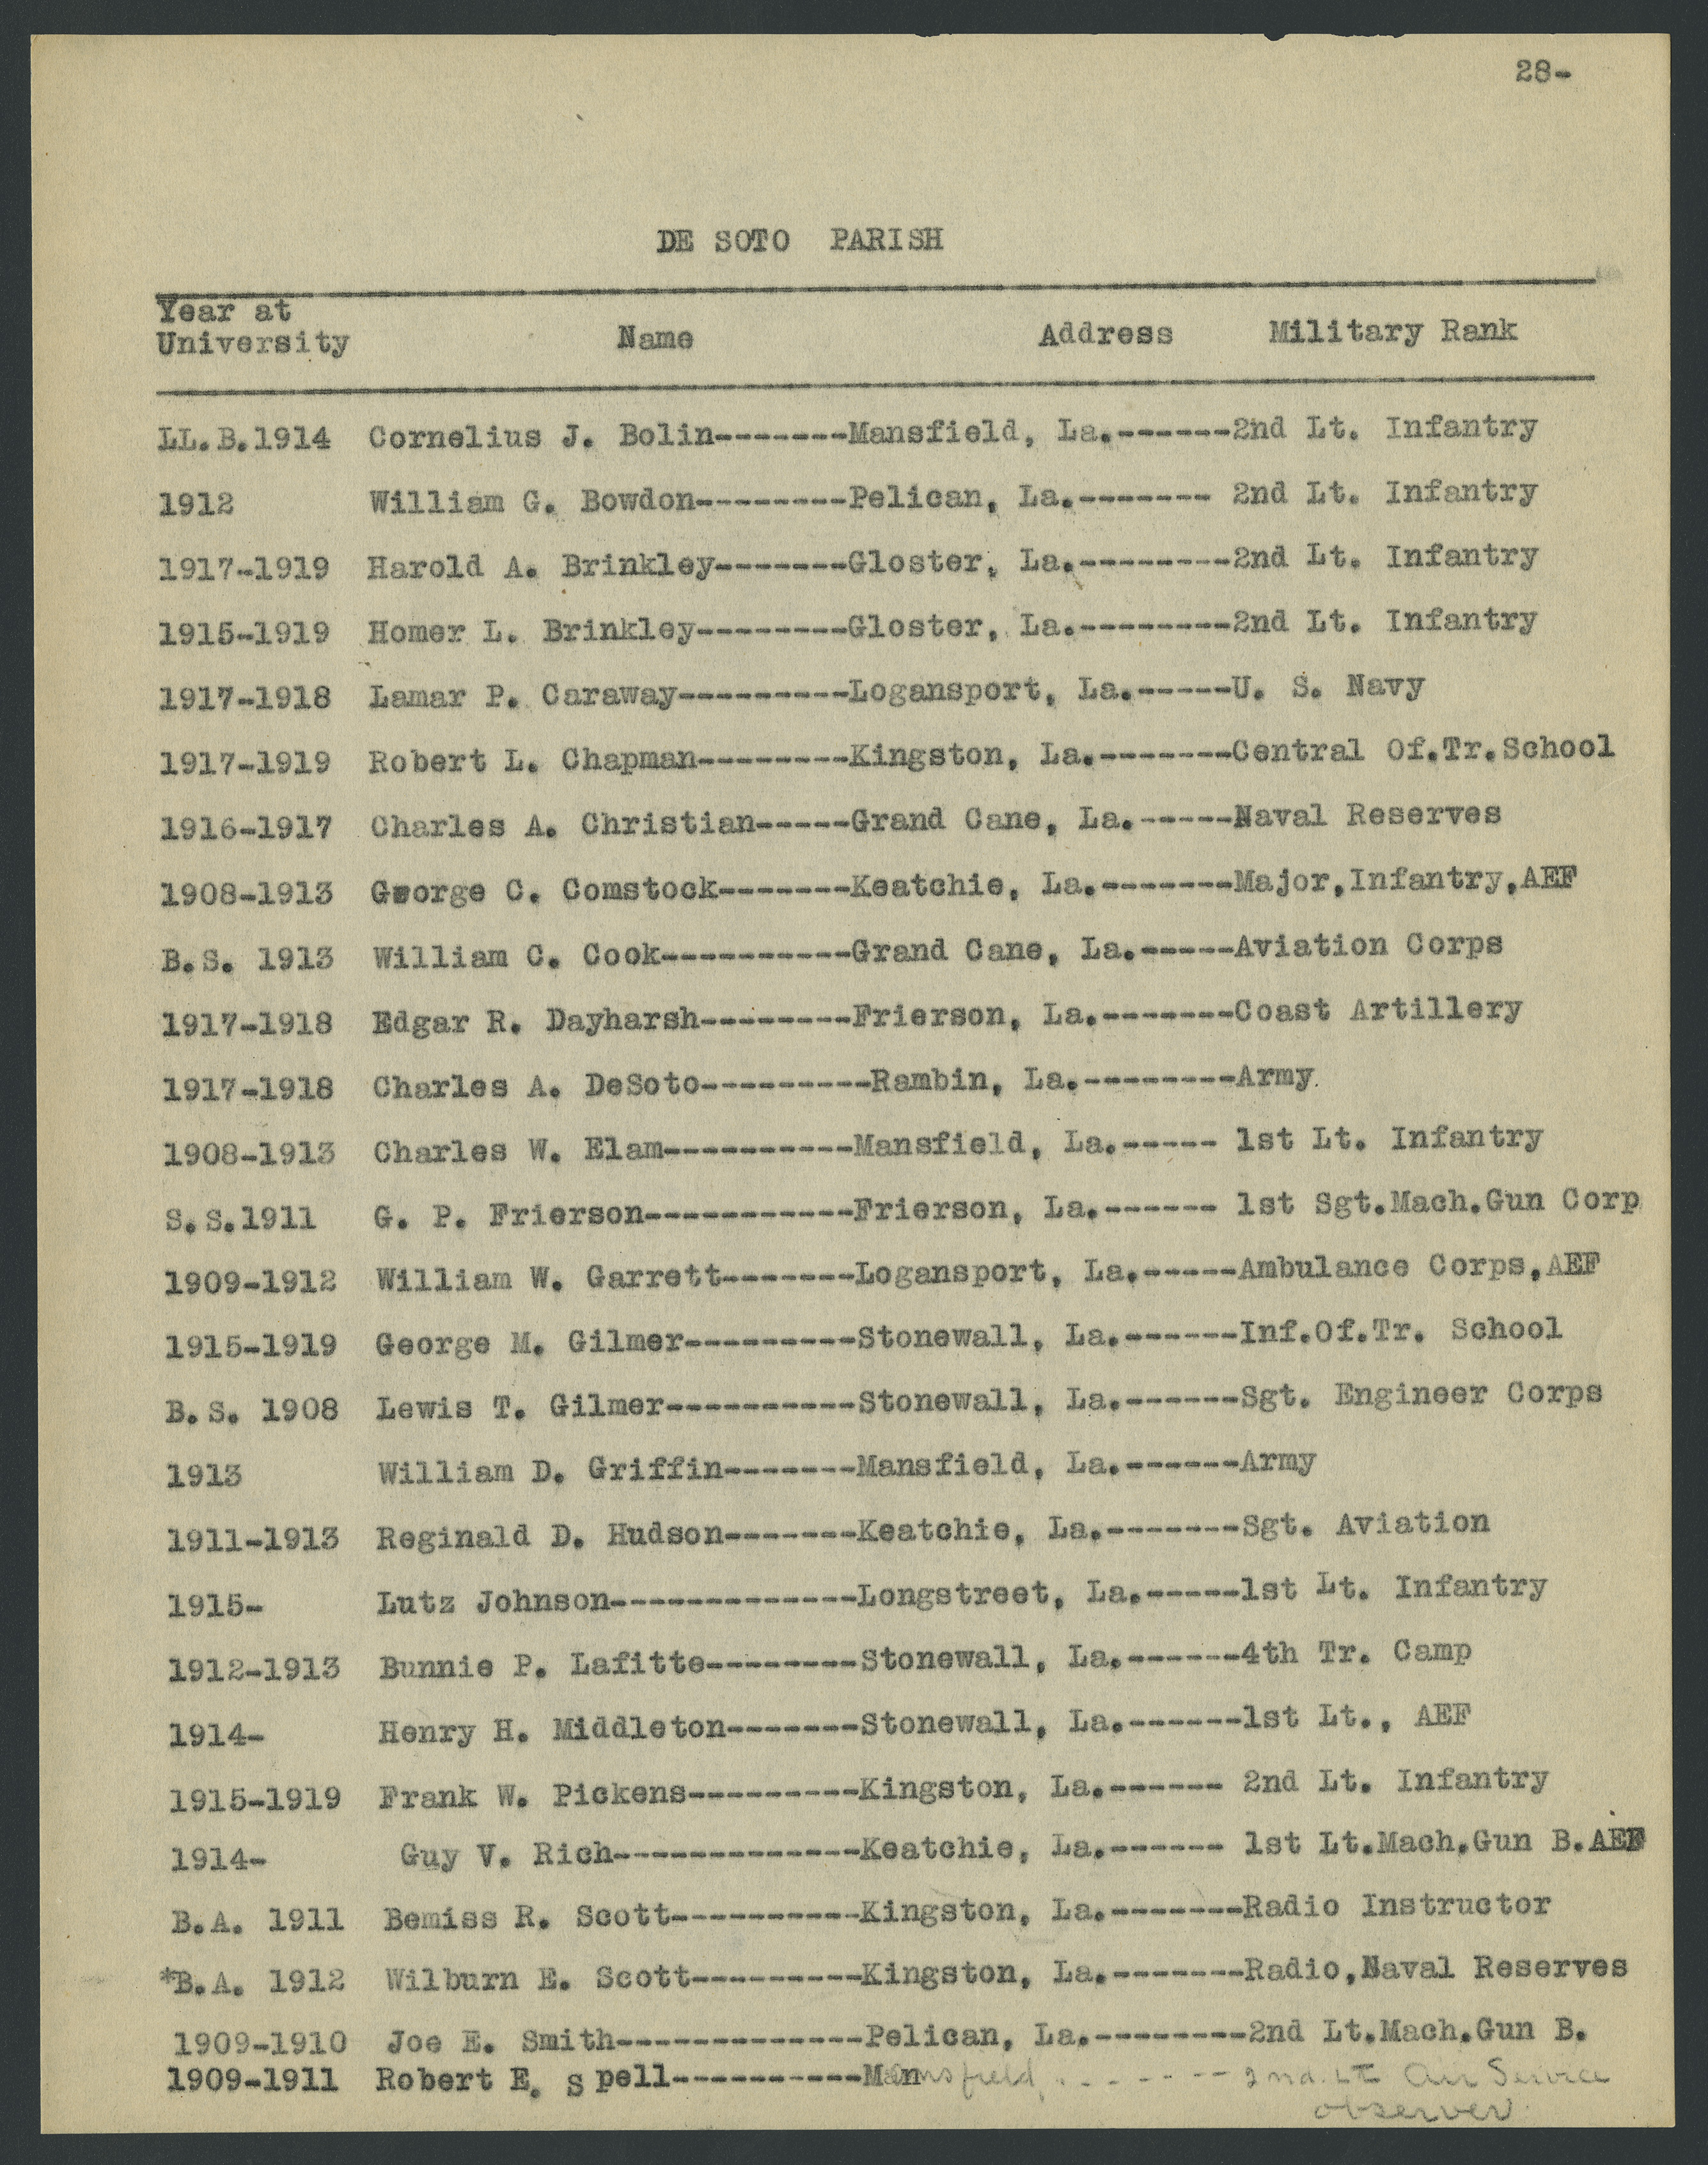 28-
DE SOTO PARISH
Year at
University Name Address Military Rank
LL.B.1914 Cornelius J. Bolin-------Mansfield, La.------2nd Lt. Infantry
1912 William G. Bowdon--------Pelican, La.------- 2nd Lt. Infantry
1917-1919 Harold A. Brinkley-------Gloster, La.--------2nd Lt. Infantry
1915-1919 Homer L. Brinkley--------Gloster, La.--------2nd Lt. Infantry
1917-1918 Lamar P. Caraway---------Logansport, La.-----U. S. Navy
1917-1919 Robert L. Chapman--------Kingston, La.-------Central Of.Tr.School
1916-1917 Charles A. Christian-----Grand Cane, La.-----Naval Reserves
1908-1913 George C. Comstock-------Keatchie, La.-------Major,Infantry,AEF
B.S. 1913 William C. Cook----------Grand Cane, La.-----Aviation Corps
1917-1918 Edgar R. Dayharsh--------Frierson, La.-------Coast Artillery
1917-1918 Charles A. DeSoto---------Rambin, La.--------Army.
1908-1913 Charles W. Elam----------Mansfield, La.----- 1st Lt. Infantry
S.S.1911 G. P. Frierson-----------Frierson, La.------ 1st Sgt.Mach.Gun Corp
1909-1912 William W. Garrett-------Logansport, La.-----Ambulance Corps,AEF
1915-1919 George M. Gilmer---------Stonewall, La.------Inf.Of.Tr. School
B.S. 1908 Lewis T. Gilmer----------Stonewall, La.------Sgt. Engineer Corps
1913 William D. Griffin-------Mansfield, La.------Army
1911-1913 Reginald D. Hudson-------Keatchie, La.-------Sgt. Aviation
1915- Lutz Johnson-------------Longstreet, La.-----1st Lt. Infantry
1912-1913 Bunnie P. Lafitte--------Stonewall, La.------4th Tr. Camp
1914- Henry H. Middleton-------Stonewall, La.------1st Lt., AEF
1915-1919 Frank W. Pickens---------Kingston, La.------ 2nd Lt. Infantry
1914- Guy V. Rich-------------Keatchie, La.------ 1st Lt.Mach.Gun B.AEF
B.A. 1911 Bemiss R. Scott----------Kingston, La.-------Radio Instructor
*B.A. 1912 Wilburn E. Scott---------Kingston, La.-------Radio,Naval Reserves
1909-1910 Joe E. Smith-------------Pelican, La.--------2nd Lt.Mach.Gun B.
1909-1911 Robert E. Spell----------Mansfield.------- 2nd. Lt Air Service
observer